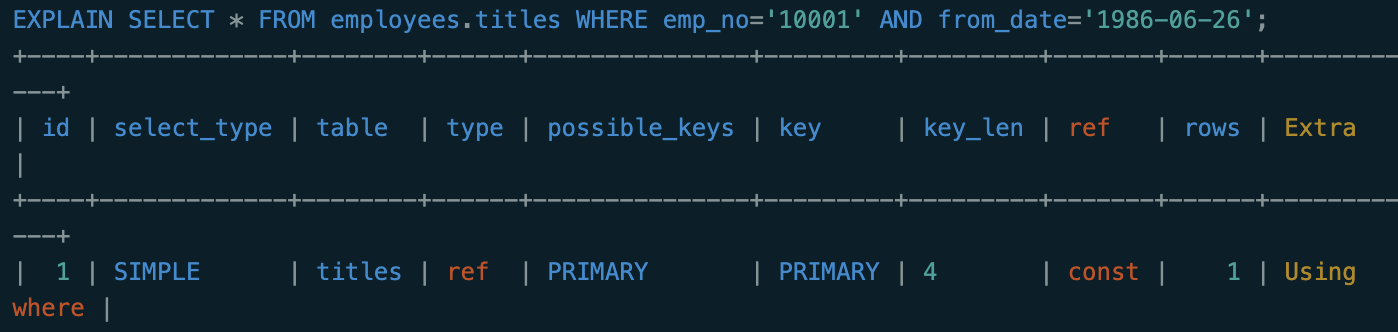 EXPLAIN SELECT * FROM employees.titles WHERE emp_no='10001' AND from_date='1986-06-26';
+----+-------------+--------+------+---------------+---------+---------+-------+------+---------
---+
| id | select_type | table  | type | possible_keys | key     | key_len | ref   | rows | Extra
|
+----+-------------+--------+------+---------------+---------+---------+-------+------+---------
---+
|  1 | SIMPLE      | titles | ref  | PRIMARY       | PRIMARY | 4       | const |    1 | Using
where |